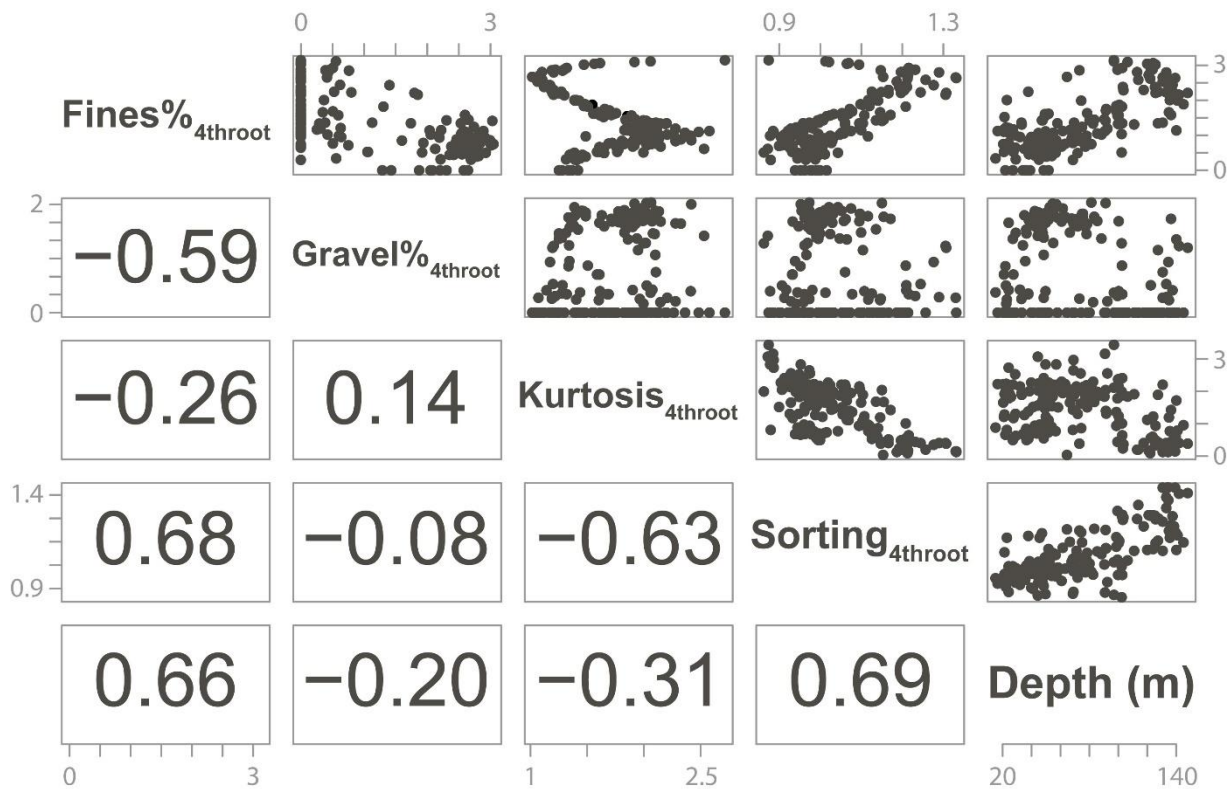 0 3 0.9 1.3
Fines%4throot 3
0
2
−0.59 Gravel%4throot
0
−0.26 0.14 Kurtosis4throot 3
0
1.4
0.68 −0.08 −0.63 Sorting4throot
0.9
0.66 −0.20 −0.31 0.69 Depth (m)
0 3 1 2.5 20 140